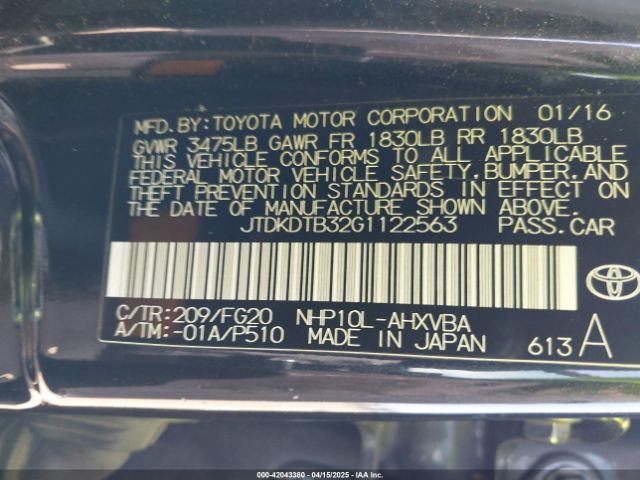 MFD.BY:TOYOTA MOTOR CORPORATION 01/16
GVWR 3475LB GAWR FR 1830LB RR 1830LB
THIS VEHICLE CONFORMS TO ALL APPLICABLE
FEDERAL MOTOR VEHICLE SAFETY,BUMPER,AND
THEFT PREVENTION STANDARDS IN EFFECT ON
THE DATE OF MANUFACTURE SHOWN ABOVE.
JTDKDTB32G1122563 PASS.CAR
C/TR:209/FG20 NHP10L-AHXVBA
A/TM:-01A/P510 MADE IN JAPAN 613 A
000-42043380 - 04/15/2025 - IAA, Inc.